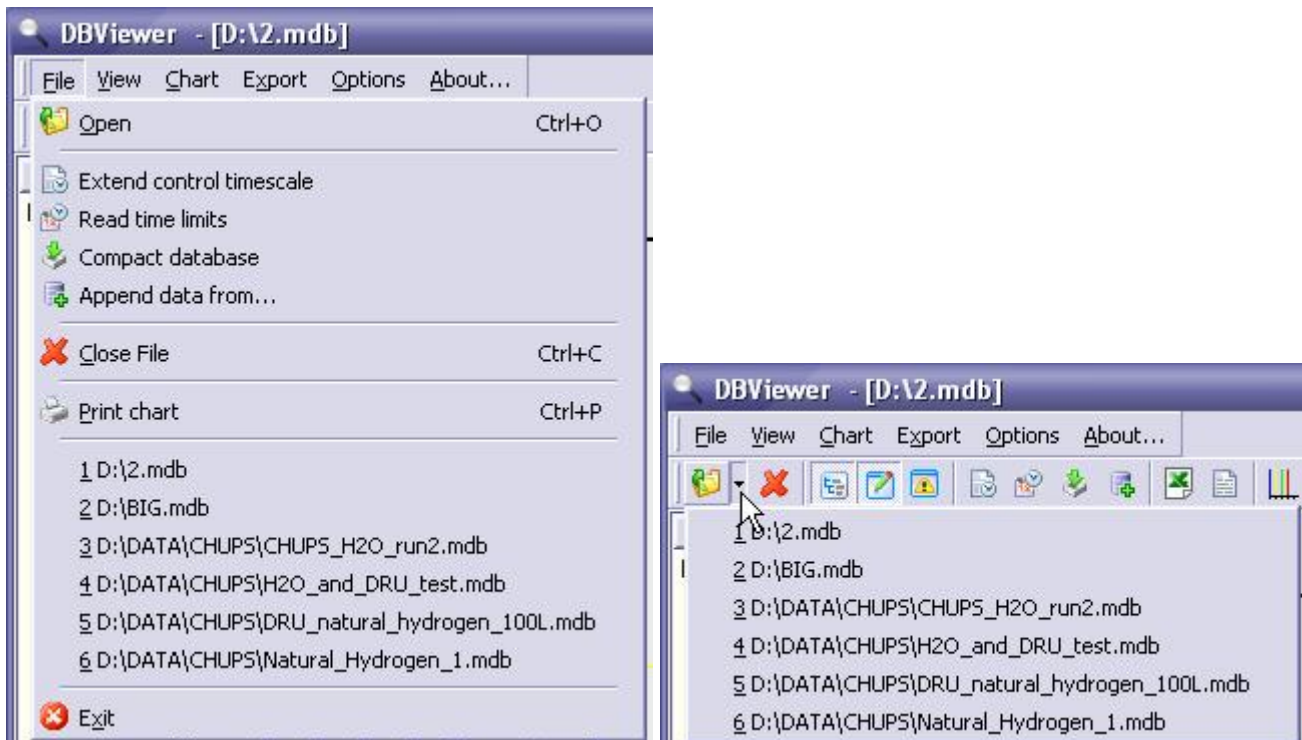 DBViewer - [D:\2.mdb]
File View Chart Export Options About...
Open Ctrl+O
Extend control timescale
Read time limits
Compact database
Append data from...
Close File Ctrl+C
Print chart Ctrl+P
1 D:\2.mdb
2 D:\BIG.mdb
3 D:\DATA\CHUPS\CHUPS_H2O_run2.mdb
4 D:\DATA\CHUPS\H2O_and_DRU_test.mdb
5 D:\DATA\CHUPS\DRU_natural_hydrogen_100L.mdb
6 D:\DATA\CHUPS\Natural_Hydrogen_1.mdb
Exit
DBViewer - [D:\2.mdb]
File View Chart Export Options About...
1 D:\2.mdb
2 D:\BIG.mdb
3 D:\DATA\CHUPS\CHUPS_H2O_run2.mdb
4 D:\DATA\CHUPS\H2O_and_DRU_test.mdb
5 D:\DATA\CHUPS\DRU_natural_hydrogen_100L.mdb
6 D:\DATA\CHUPS\Natural_Hydrogen_1.mdb